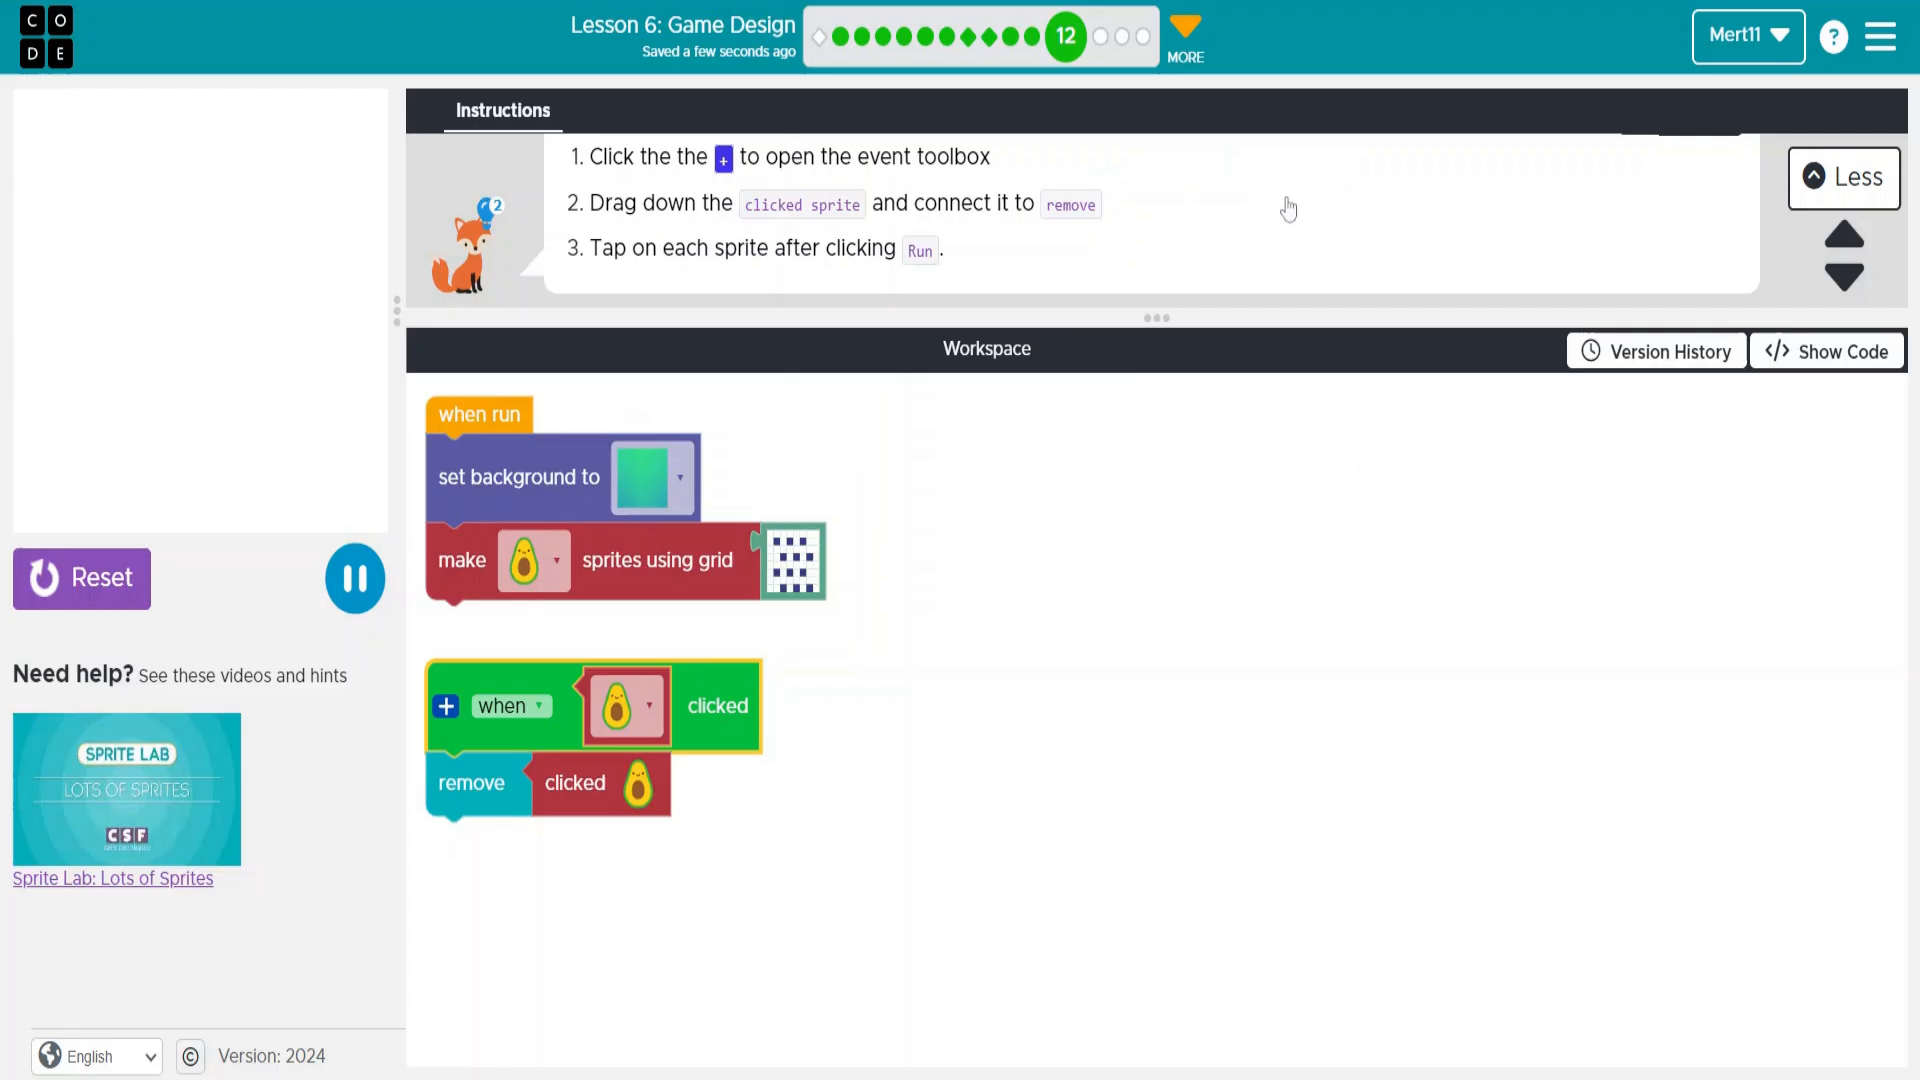 C O
D E
Lesson 6: Game Design
Saved a few seconds ago
12
MORE
Mert11
?
Instructions
1. Click the the + to open the event toolbox
2. Drag down the clicked sprite and connect it to remove
3. Tap on each sprite after clicking Run.
2
Less
Workspace
Version History
</> Show Code
when run
set background to
make sprites using grid
+ when clicked
remove clicked
Reset
Need help? See these videos and hints
SPRITE LAB
LOTS OF SPRITES
CSF
Sprite Lab: Lots of Sprites
English
© Version: 2024